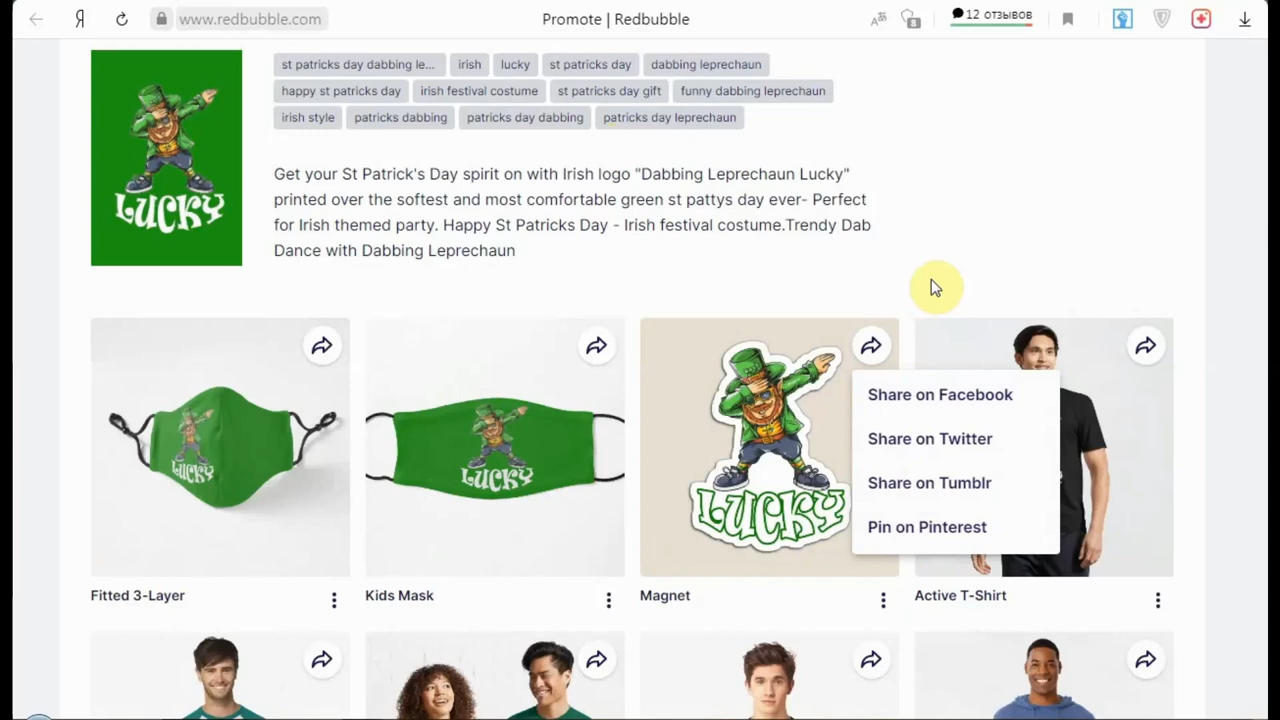 Я
www.redbubble.com
Promote | Redbubble
12 отзывов
st patricks day dabbing le...
irish
lucky
st patricks day
dabbing leprechaun
happy st patricks day
irish festival costume
st patricks day gift
funny dabbing leprechaun
irish style
patricks dabbing
patricks day dabbing
patricks day leprechaun
LUCKY
Get your St Patrick's Day spirit on with Irish logo "Dabbing Leprechaun Lucky"
printed over the softest and most comfortable green st pattys day ever- Perfect
for Irish themed party. Happy St Patricks Day - Irish festival costume.Trendy Dab
Dance with Dabbing Leprechaun
LUCKY
LUCKY
LUCKY
Share on Facebook
Share on Twitter
Share on Tumblr
Pin on Pinterest
Fitted 3-Layer
Kids Mask
Magnet
Active T-Shirt